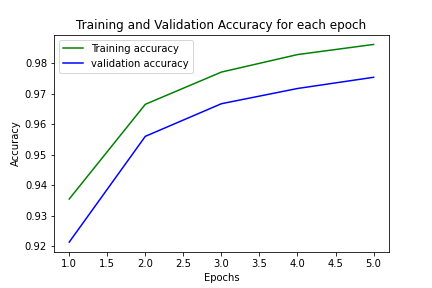 Training and Validation Accuracy for each epoch
Training accuracy
validation accuracy
Accuracy
0.98
0.97
0.96
0.95
0.94
0.93
0.92
1.0 1.5 2.0 2.5 3.0 3.5 4.0 4.5 5.0
Epochs